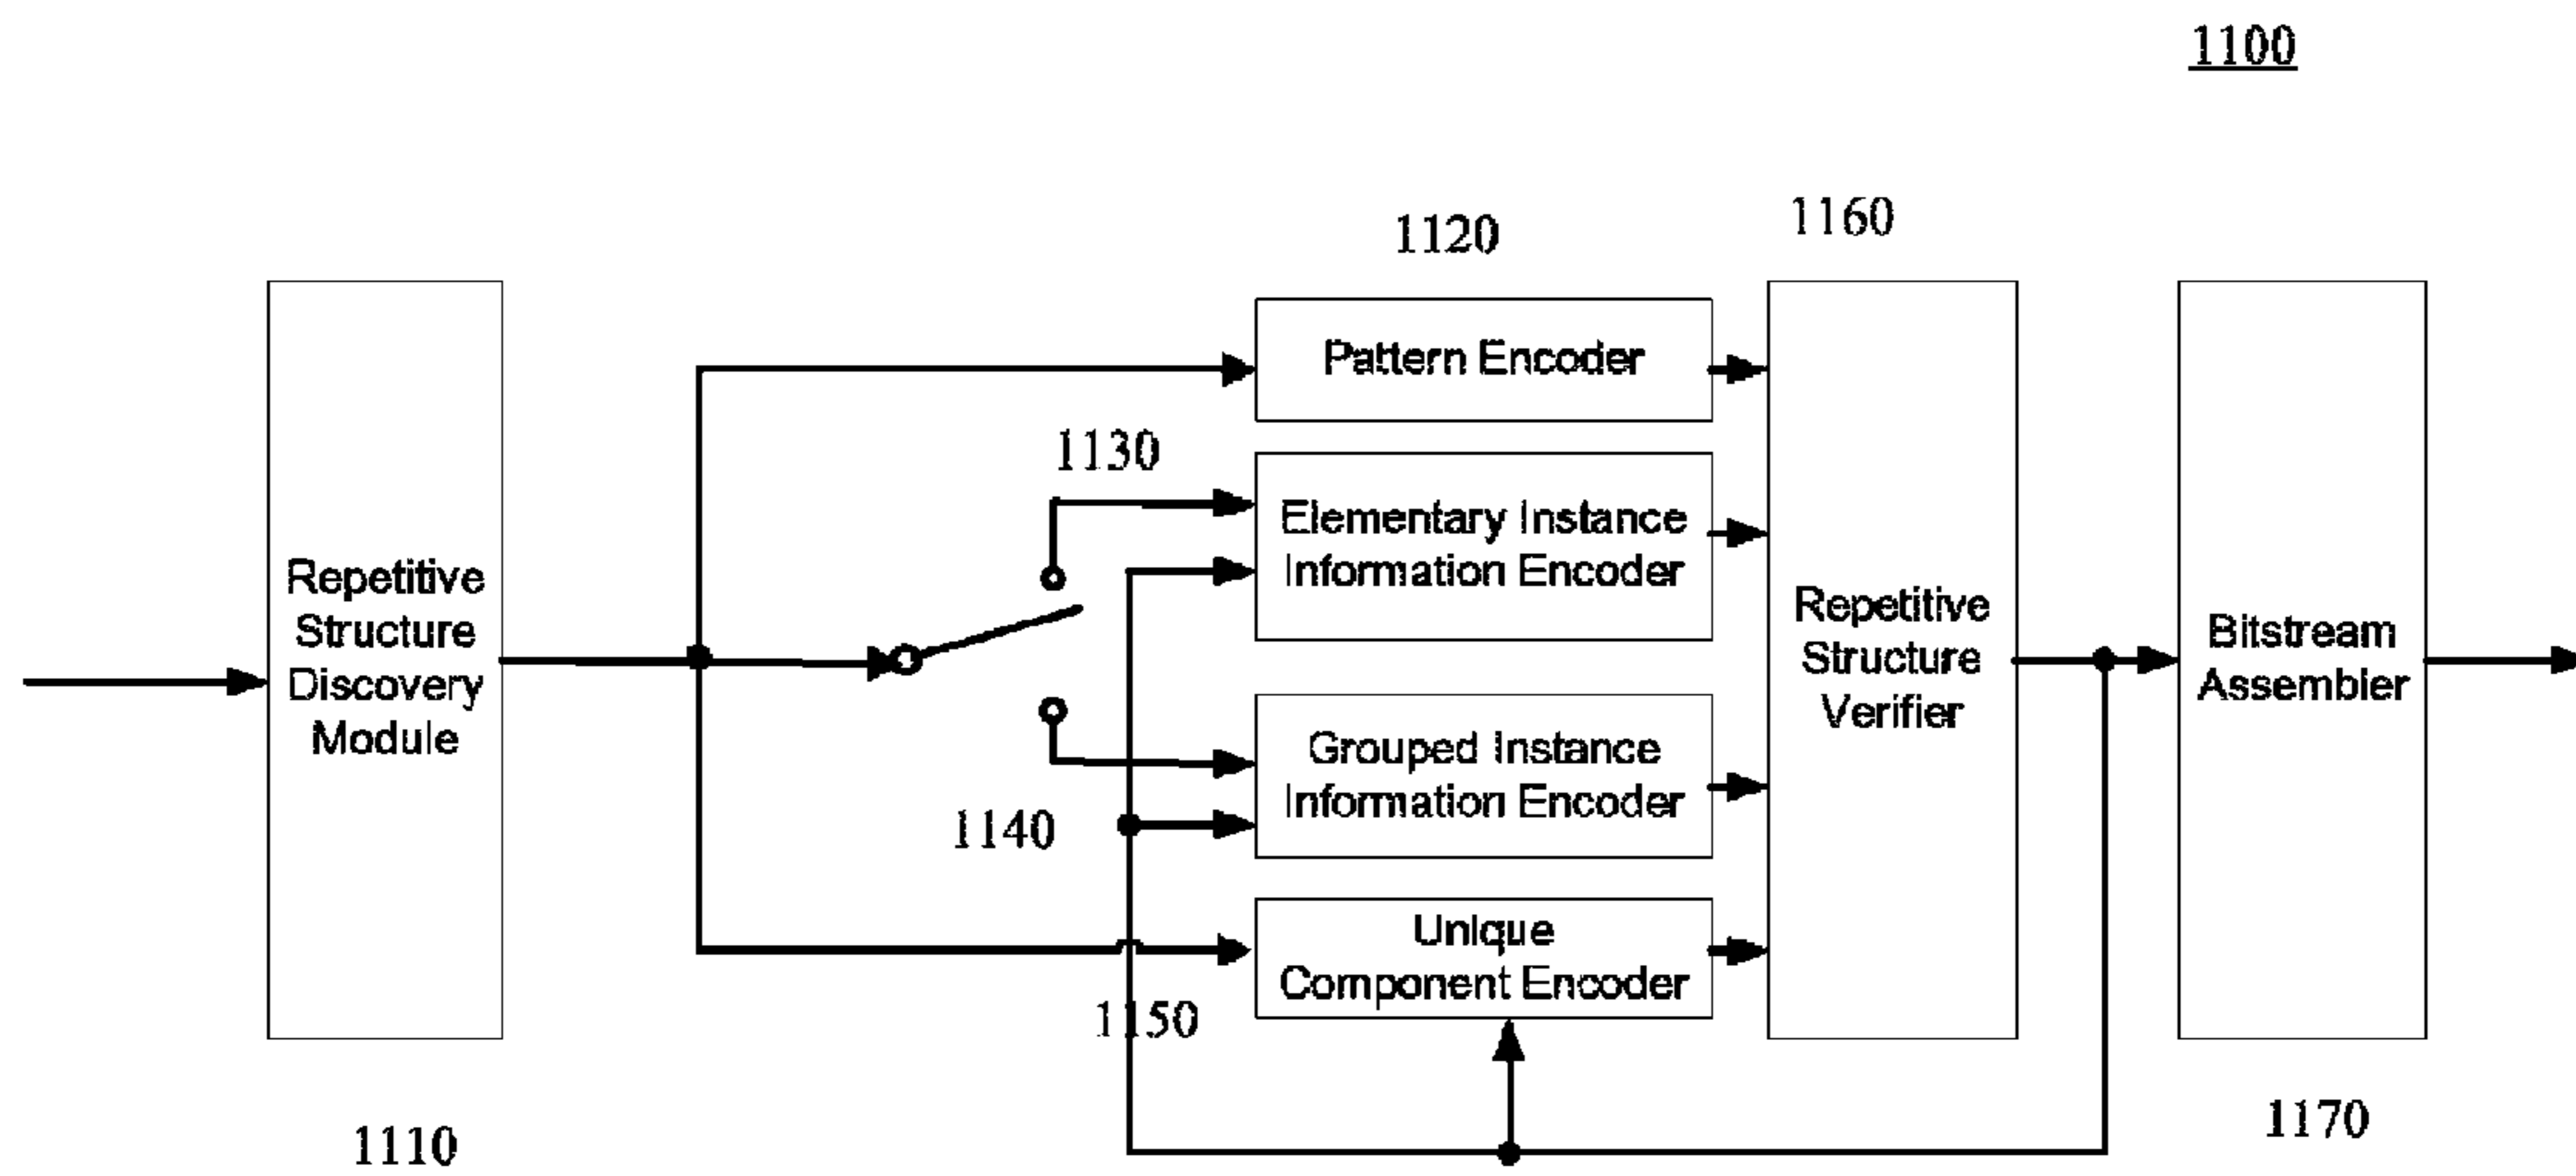 1100
1120
1160
Pattern Encoder
1130
Elementary Instance
Information Encoder
Repetitive
Structure
Discovery
Module
Repetitive
Structure
Verifier
Bitstream
Assembler
Grouped Instance
Information Encoder
1140
Unique
Component Encoder
1150
1110
1170